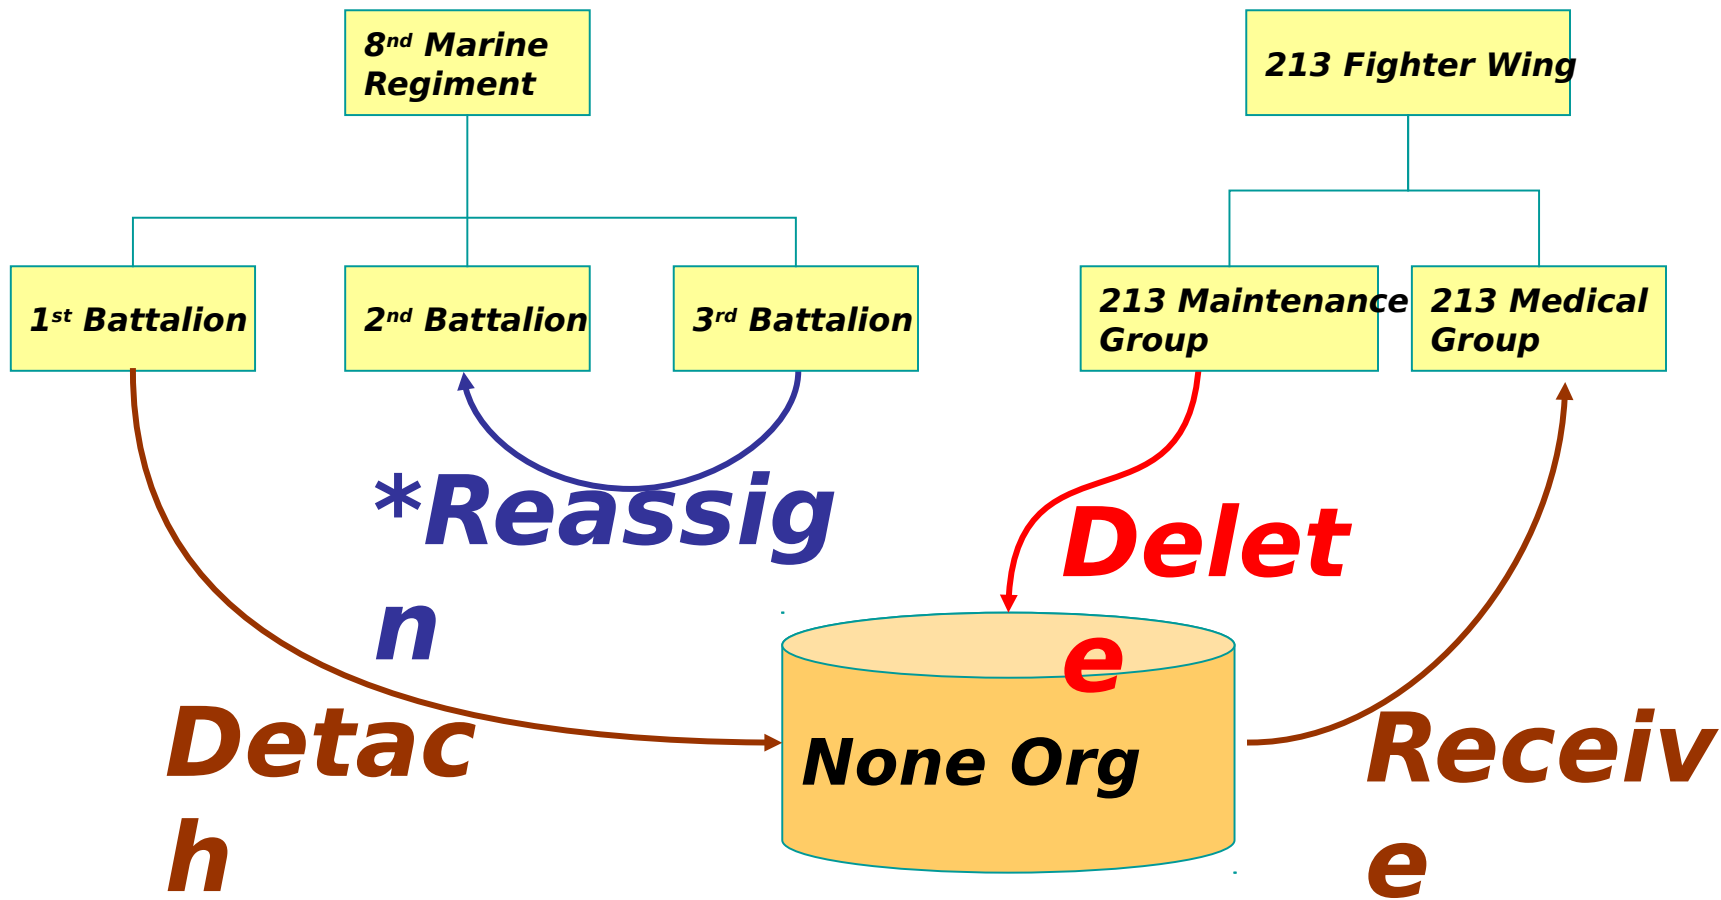 8nd Marine
Regiment
213 Fighter Wing
1st Battalion
2nd Battalion
3rd Battalion
213 Maintenance
Group
213 Medical
Group
*Reassig
n
Delet
e
Detac
h
None Org
Receiv
e